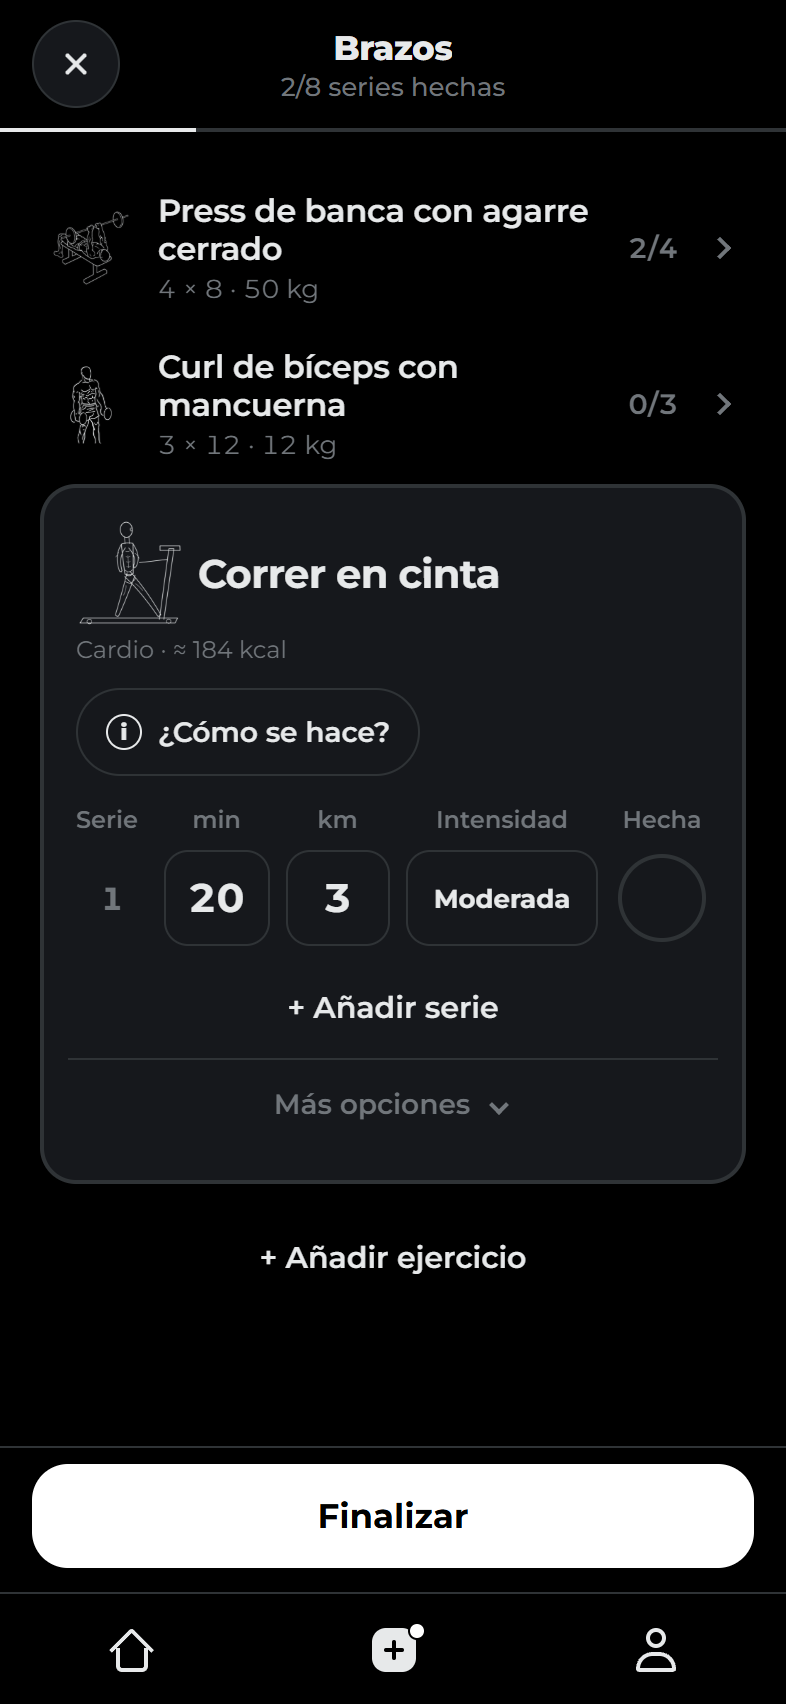 Brazos
2/8 series hechas
Press de banca con agarre
cerrado
4 × 8 · 50 kg
2/4
Curl de bíceps con
mancuerna
3 × 12 · 12 kg
0/3
Correr en cinta
Cardio · ≈ 184 kcal
¿Cómo se hace?
Serie min km Intensidad Hecha
1 20 3 Moderada
+ Añadir serie
Más opciones
+ Añadir ejercicio
Finalizar